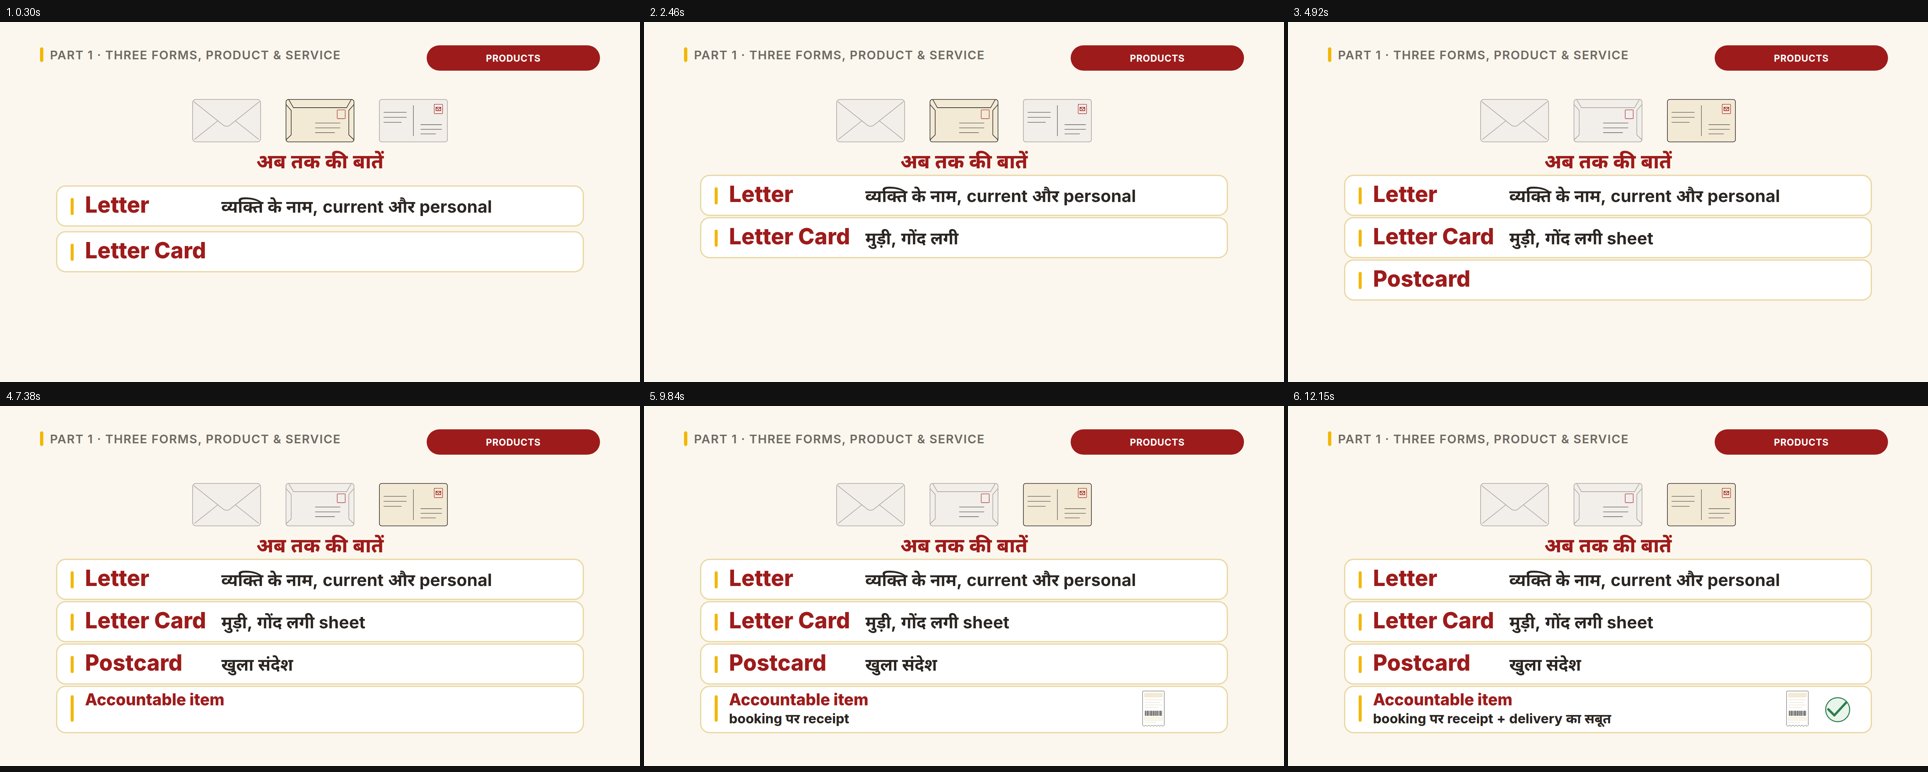 1. 0.30s
PART 1 · THREE FORMS, PRODUCT & SERVICE
PRODUCTS
अब तक की बातें
Letter व्यक्ति के नाम, current और personal
Letter Card
2. 2.46s
PART 1 · THREE FORMS, PRODUCT & SERVICE
PRODUCTS
अब तक की बातें
Letter व्यक्ति के नाम, current और personal
Letter Card मुड़ी, गोंद लगी
3. 4.92s
PART 1 · THREE FORMS, PRODUCT & SERVICE
PRODUCTS
अब तक की बातें
Letter व्यक्ति के नाम, current और personal
Letter Card मुड़ी, गोंद लगी sheet
Postcard
4. 7.38s
PART 1 · THREE FORMS, PRODUCT & SERVICE
PRODUCTS
अब तक की बातें
Letter व्यक्ति के नाम, current और personal
Letter Card मुड़ी, गोंद लगी sheet
Postcard खुला संदेश
Accountable item
5. 9.84s
PART 1 · THREE FORMS, PRODUCT & SERVICE
PRODUCTS
अब तक की बातें
Letter व्यक्ति के नाम, current और personal
Letter Card मुड़ी, गोंद लगी sheet
Postcard खुला संदेश
Accountable item
booking पर receipt
6. 12.15s
PART 1 · THREE FORMS, PRODUCT & SERVICE
PRODUCTS
अब तक की बातें
Letter व्यक्ति के नाम, current और personal
Letter Card मुड़ी, गोंद लगी sheet
Postcard खुला संदेश
Accountable item
booking पर receipt + delivery का सबूत